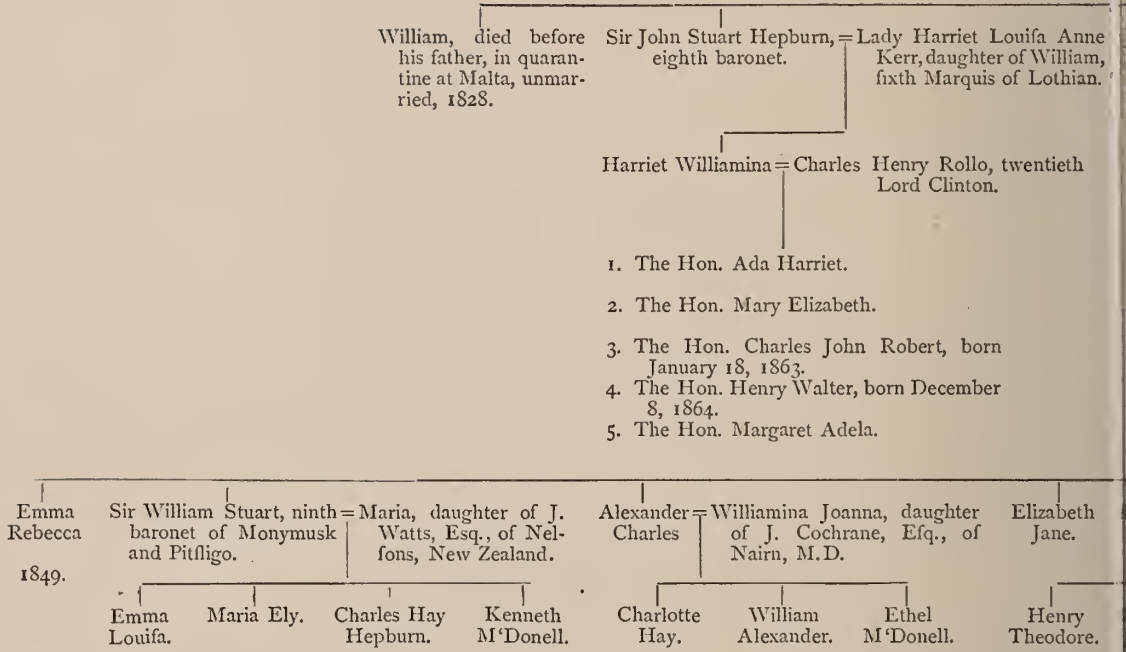 William, died before
his father, in quaran-
tine at Malta, unmar-
ried, 1828.
Sir John Stuart Hepburn, =
eighth baronet.
Lady Harriet Louiſa Anne
Kerr, daughter of William,
ſixth Marquis of Lothian.
Harriet Williamina = Charles Henry Rollo, twentieth
Lord Clinton.
1. The Hon. Ada Harriet.
2. The Hon. Mary Elizabeth.
3. The Hon. Charles John Robert, born
January 18, 1863.
4. The Hon. Henry Walter, born December
8, 1864.
5. The Hon. Margaret Adela.
Emma
Rebecca
1849.
Sir William Stuart, ninth =
baronet of Monymusk
and Pitſligo.
Maria, daughter of J.
Watts, Esq., of Nel-
ſons, New Zealand.
Alexander =
Charles
Williamina Joanna, daughter
of J. Cochrane, Eſq., of
Nairn, M.D.
Elizabeth
Jane.
Emma
Louiſa.
Maria Ely.
Charles Hay
Hepburn.
Kenneth
M‘Donell.
Charlotte
Hay.
William
Alexander.
Ethel
M‘Donell.
Henry
Theodore.